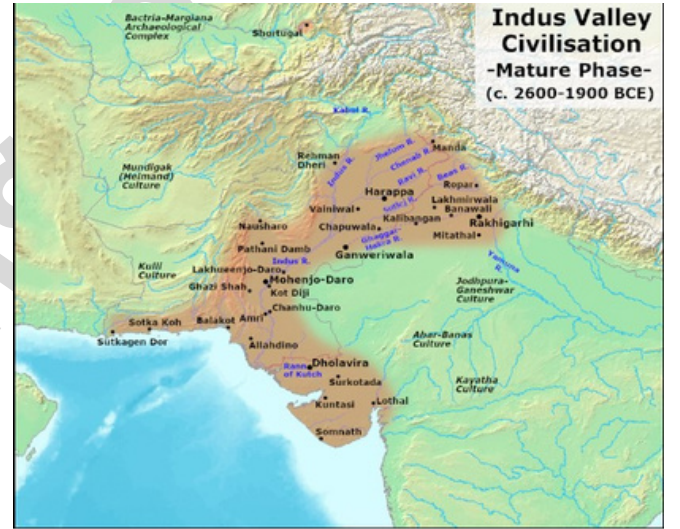 Indus Valley
Civilisation
-Mature Phase-
(c. 2600-1900 BCE)
Bactria-Margiana
Archaeological
Complex
Shortugai
Kabul R.
Mundigak
(Helmand)
Culture
Rehman
Dheri
Indus R.
Jhelum R.
Manda
Chenab R.
Ravi R.
Beas R.
Ropar
Harappa
Sutlej R.
Lakhmirwala
Banawali
Vainiwal
Kalibangan
Rakhigarhi
Nausharo
Chapuwala
Mitathal
Ghaggar-
Hakra R.
Pathani Damb
Ganweriwala
Yamuna
R.
Kulli
Culture
Indus R.
Lakhueenjo-Daro
Mohenjo-Daro
Ghazi Shah
Kot Diji
Jodhpura-
Ganeshwar
Culture
Chanhu-Daro
Sotka Koh
Balakot
Amri
Sutkagen Dor
Allahdino
Ahar-Banas
Culture
Dholavira
Rann
of Kutch
Surkotada
Kayatha
Culture
Kuntasi
Lothal
Somnath